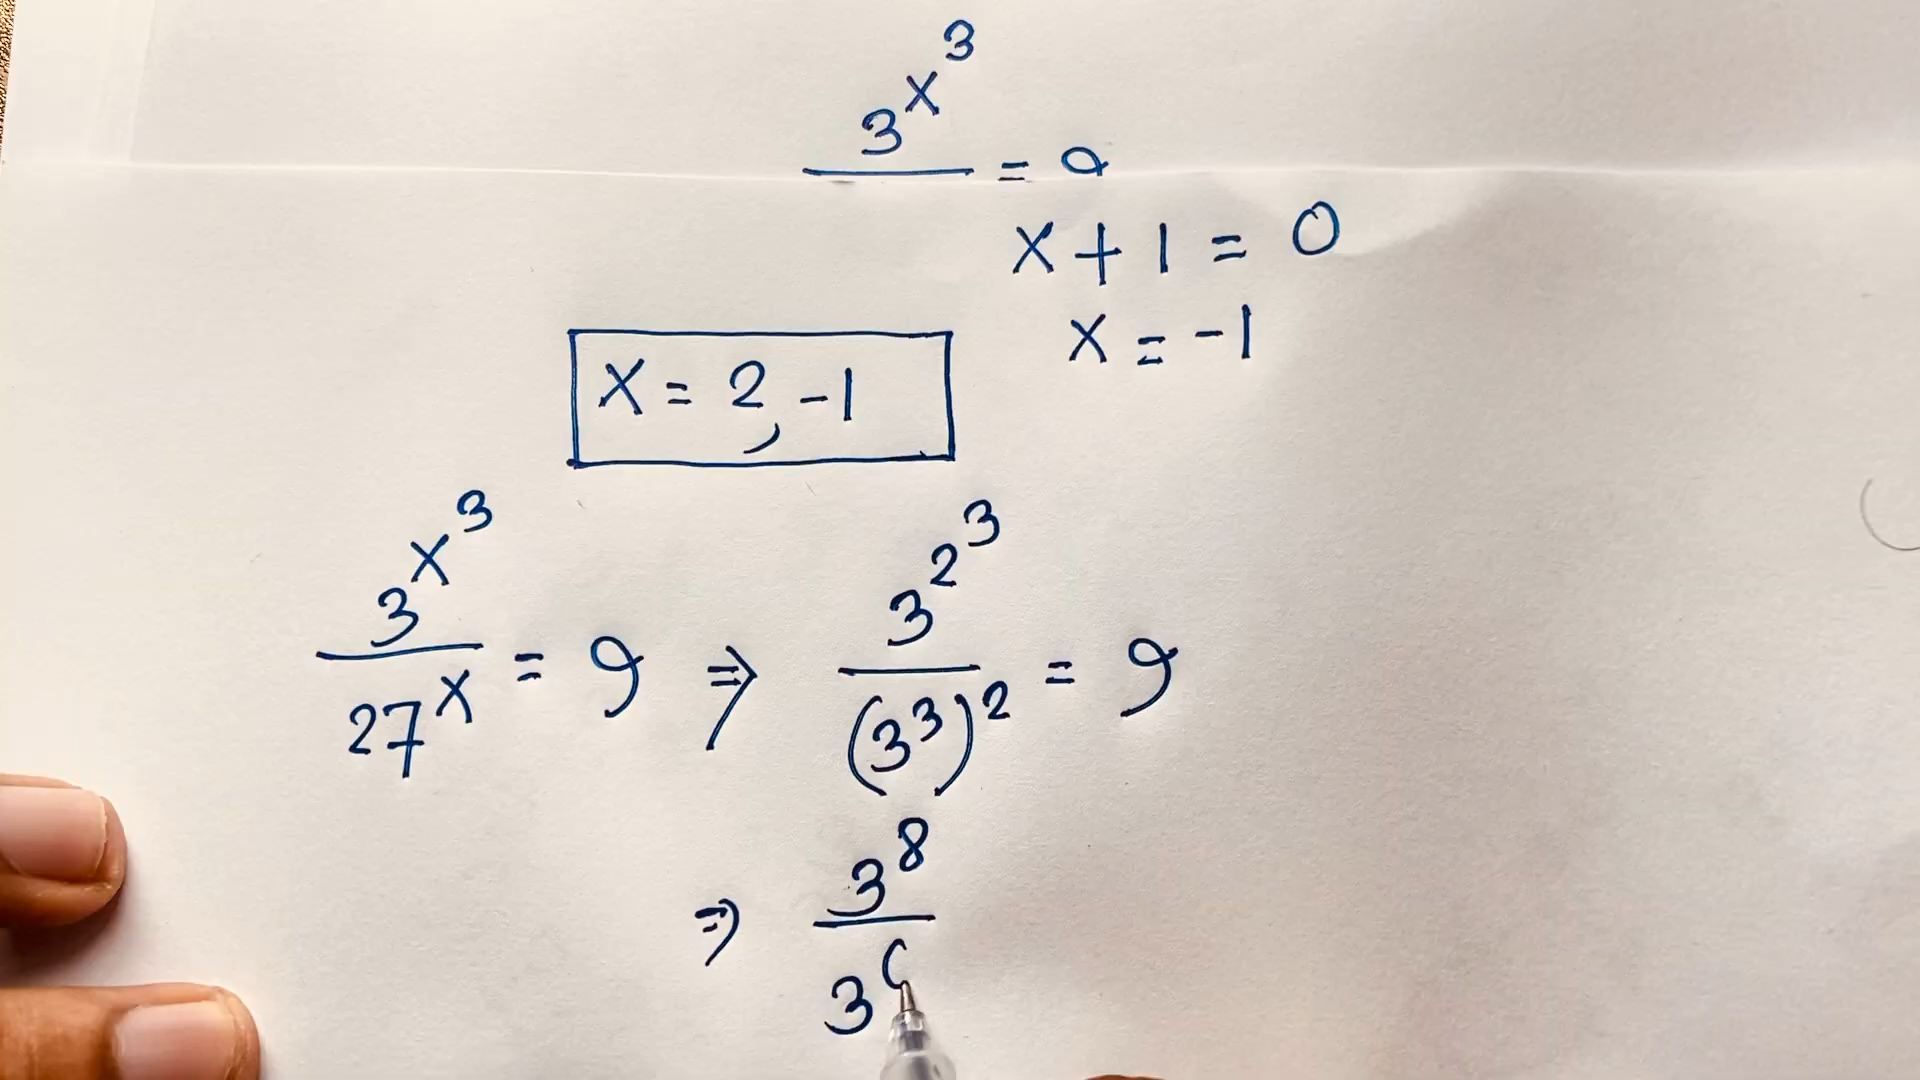 3^x^3 / = 9
x + 1 = 0
x = -1
x = 2, -1
3^x^3 / 27^x = 9 ⇒ 3^2^3 / (3^3)^2 = 9
⇒ 3^8 / 3